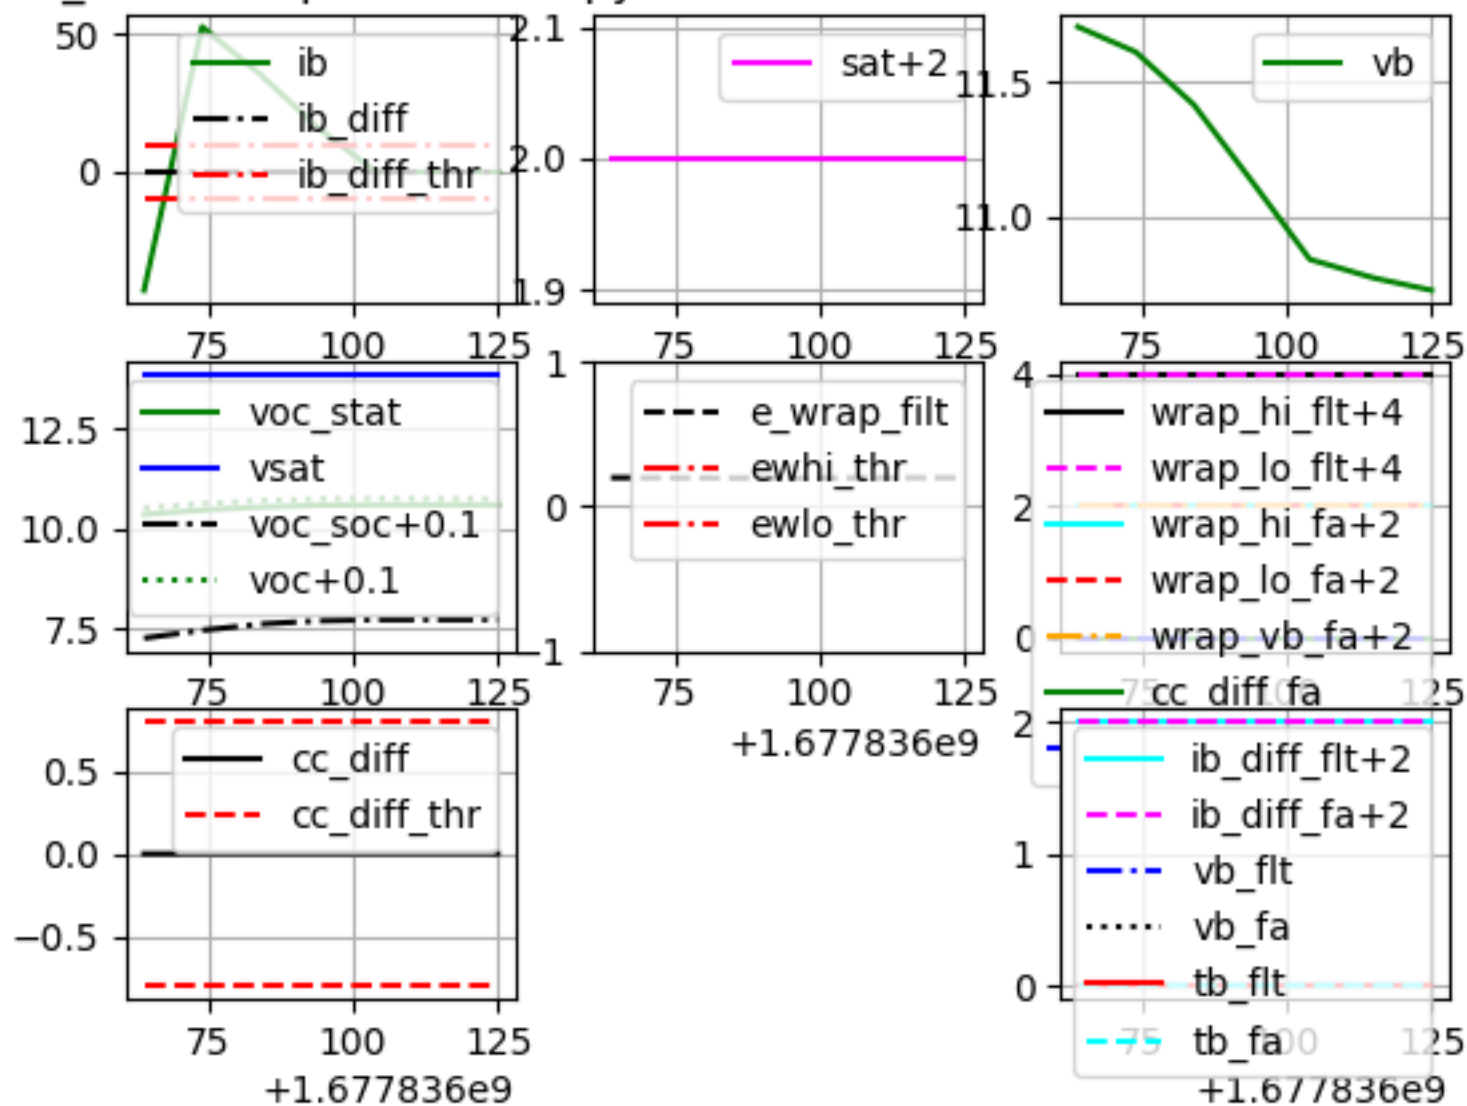 50
0
ib
ib_diff
ib_diff_thr
75 100 125
2.1
2.0
1.9
sat+2
75 100 125
11.5
11.0
vb
75 100 125
12.5
10.0
7.5
voc_stat
vsat
voc_soc+0.1
voc+0.1
75 100 125
1
0
−1
e_wrap_filt
ewhi_thr
ewlo_thr
75 100 125
+1.677836e9
4
2
0
wrap_hi_flt+4
wrap_lo_flt+4
wrap_hi_fa+2
wrap_lo_fa+2
wrap_vb_fa+2
cc_diff_fa
75 100 125
0.5
0.0
−0.5
cc_diff
cc_diff_thr
75 100 125
+1.677836e9
2
1
0
ib_diff_flt+2
ib_diff_fa+2
vb_flt
vb_fa
tb_flt
tb_fa
75 100 125
+1.677836e9